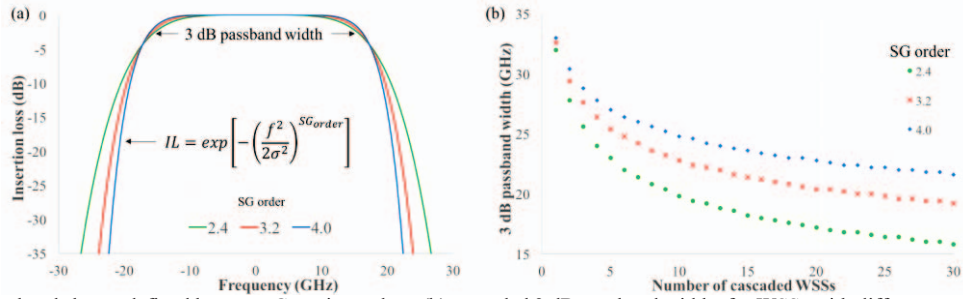 (a)
0
-5
-10
-15
-20
-25
-30
-35
Insertion loss (dB)
3 dB passband width
IL = exp[-(f²/2σ²)^SGorder]
SG order
2.4 3.2 4.0
-30 -20 -10 0 10 20 30
Frequency (GHz)
(b)
35
30
25
20
15
3 dB passband width (GHz)
SG order
2.4
3.2
4.0
0 5 10 15 20 25 30
Number of cascaded WSSs